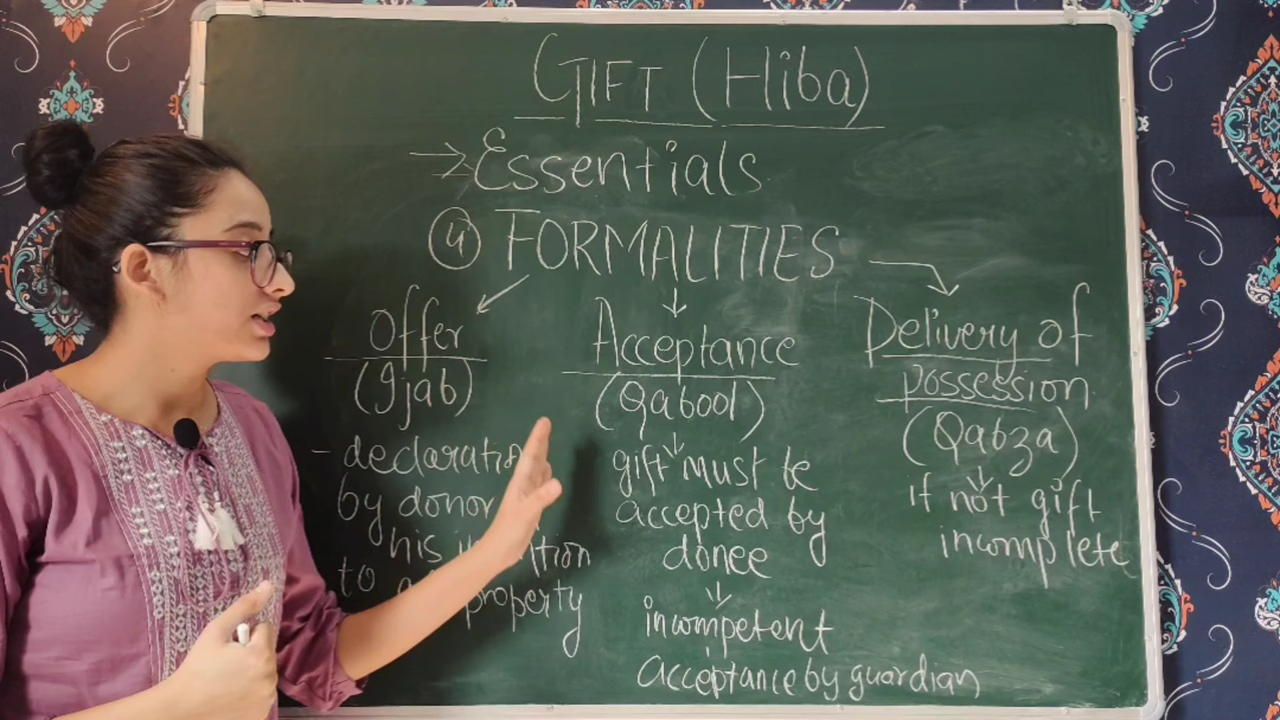 GIFT (Hiba)
→ Essentials
④ FORMALITIES
Offer
(Ijab)
- declaration
by donor
his
to property
Acceptance
(Qabool)
gift must be
accepted by
donee
incompetent
acceptance by guardian
Delivery of
possession
(Qabza)
if not gift
incomplete